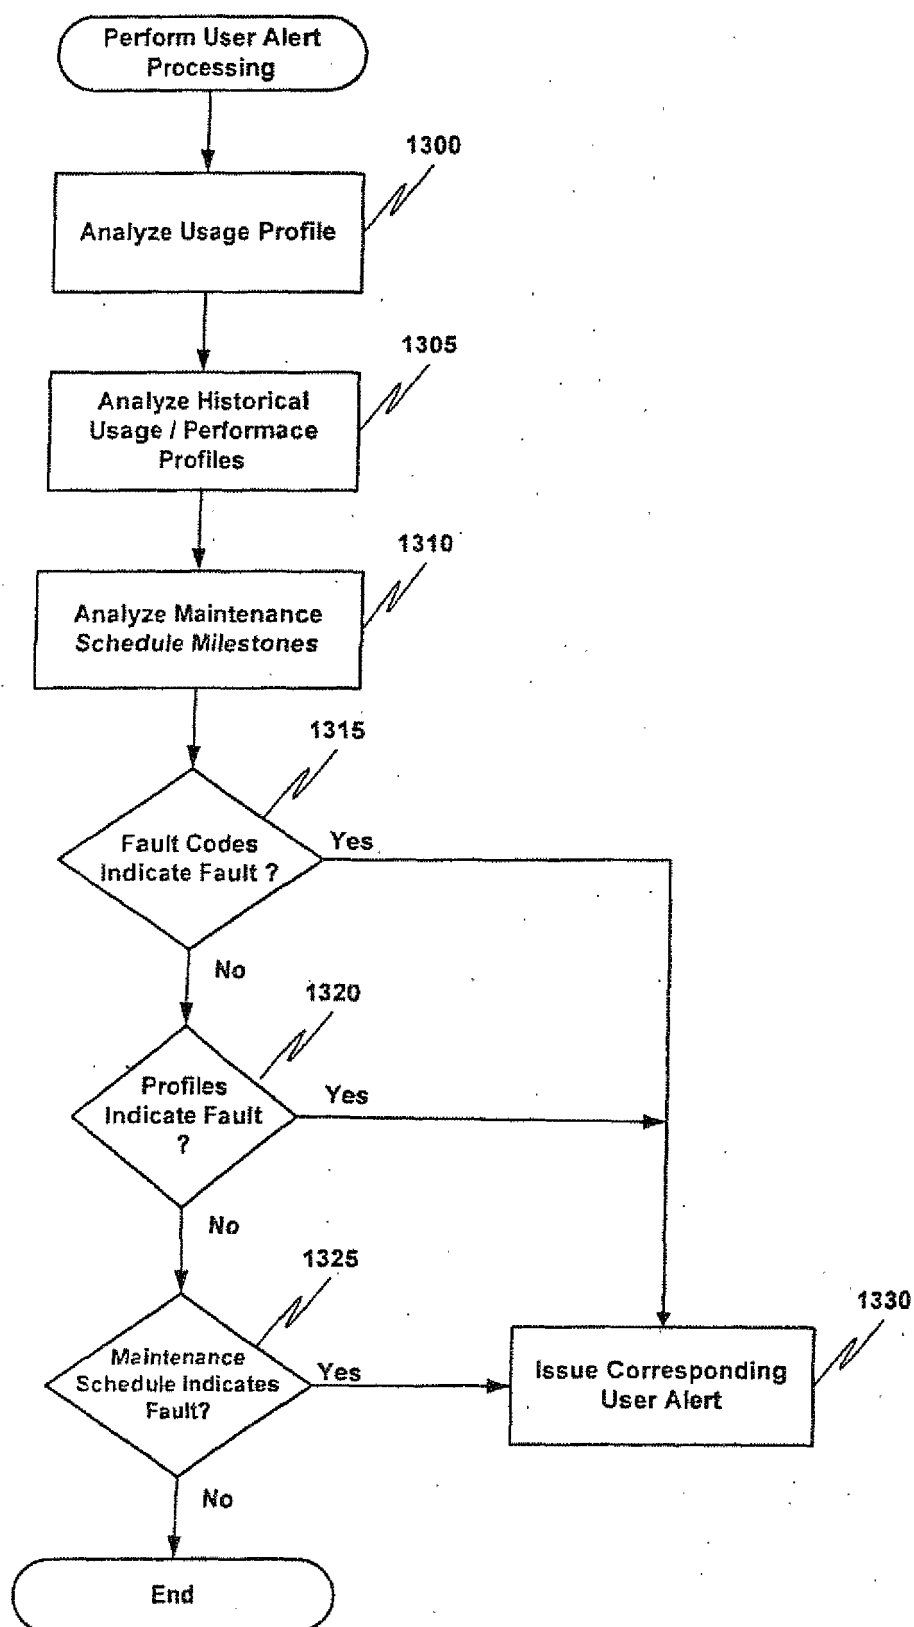 Perform User Alert
Processing
1300
Analyze Usage Profile
1305
Analyze Historical
Usage / Performace
Profiles
1310
Analyze Maintenance
Schedule Milestones
1315
Fault Codes
Indicate Fault ?
Yes
No
1320
Profiles
Indicate Fault
?
Yes
No
1325
Maintenance
Schedule Indicates
Fault?
Yes
1330
Issue Corresponding
User Alert
No
End